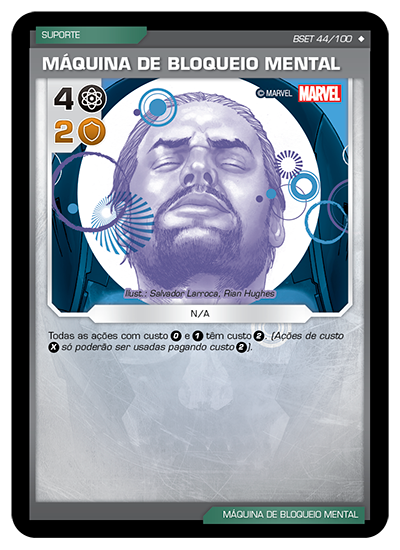 SUPORTE
BSET 44/100
MÁQUINA DE BLOQUEIO MENTAL
4
© MARVEL MARVEL
2
Ilust.: Salvador Larroca, Rian Hughes
N/A
Todas as ações com custo 0 e 1 têm custo 2. (Ações de custo
X só poderão ser usadas pagando custo 2).
MÁQUINA DE BLOQUEIO MENTAL